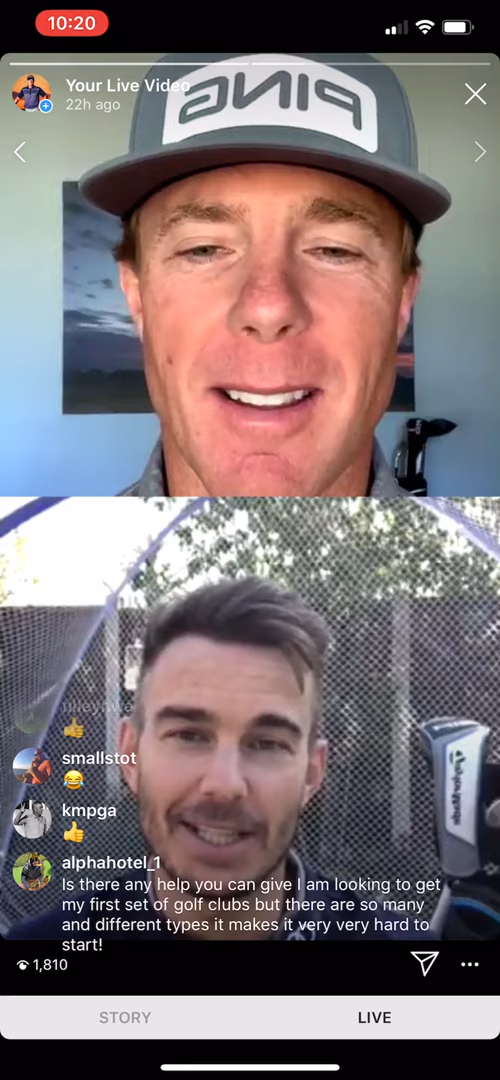 10:20
Your Live Video
22h ago
PING
smallstot
😂
kmpga
👍
alphahotel_1
Is there any help you can give I am looking to get
my first set of golf clubs but there are so many
and different types it makes it very very hard to
start!
TaylorMade
1,810
STORY
LIVE